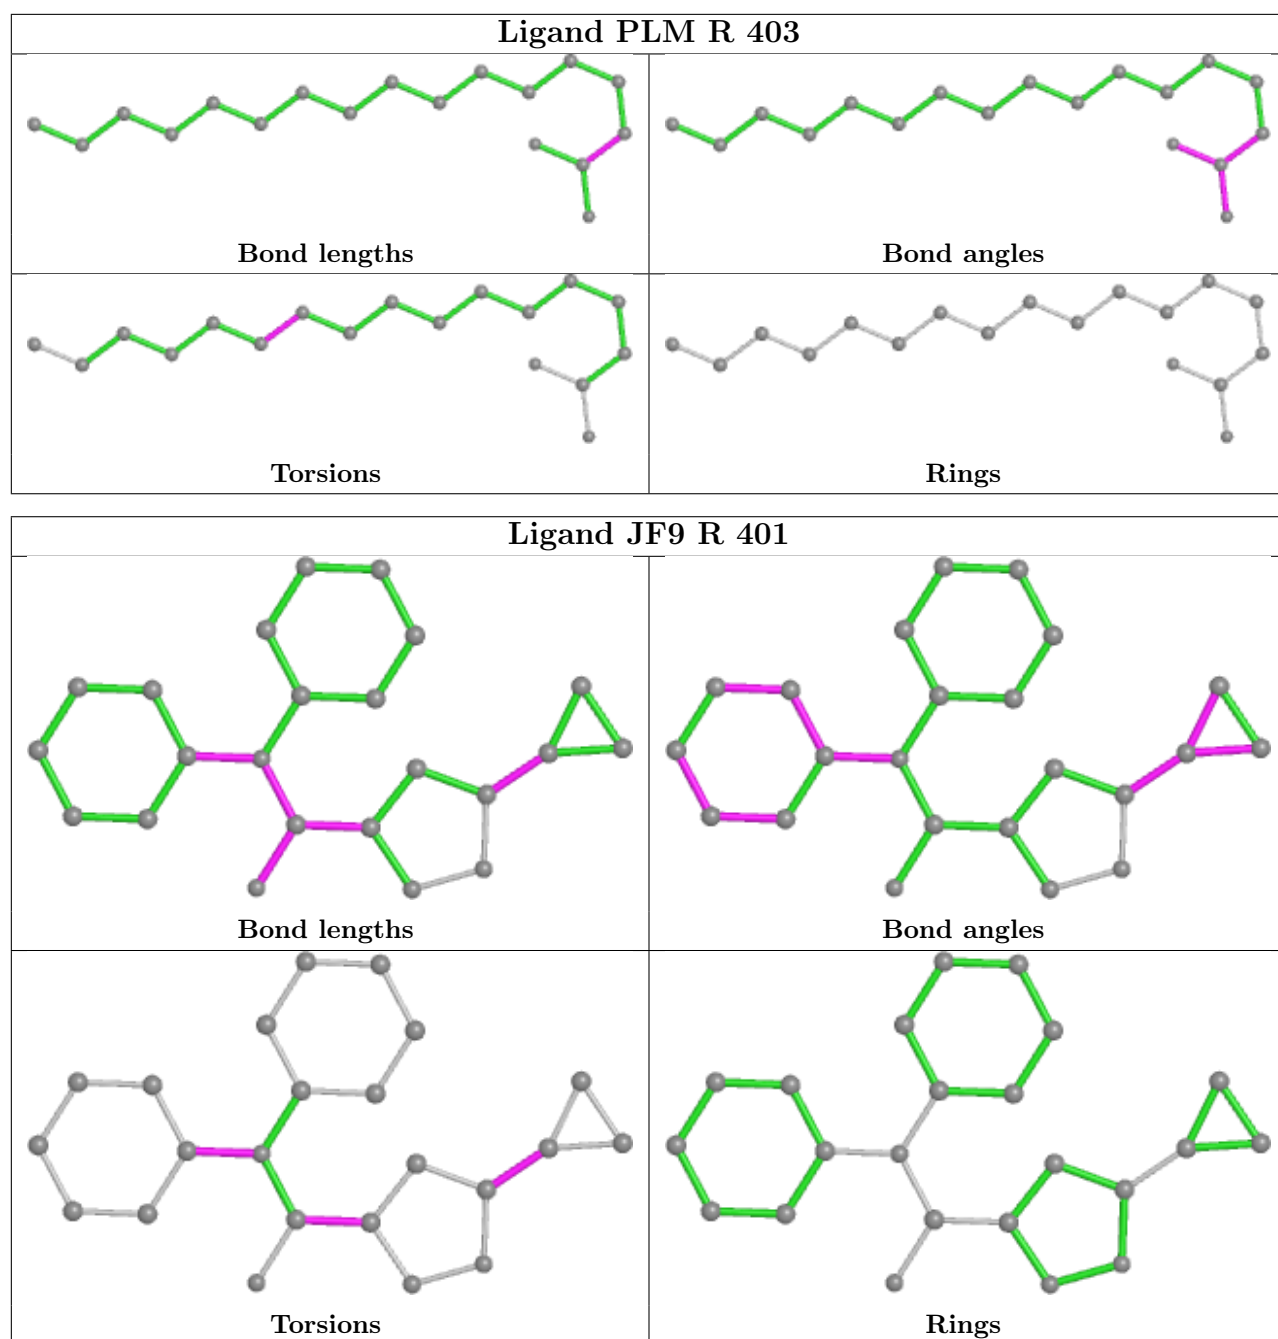 Ligand PLM R 403
Bond lengths
Bond angles
Torsions
Rings
Ligand JF9 R 401
Bond lengths
Bond angles
Torsions
Rings